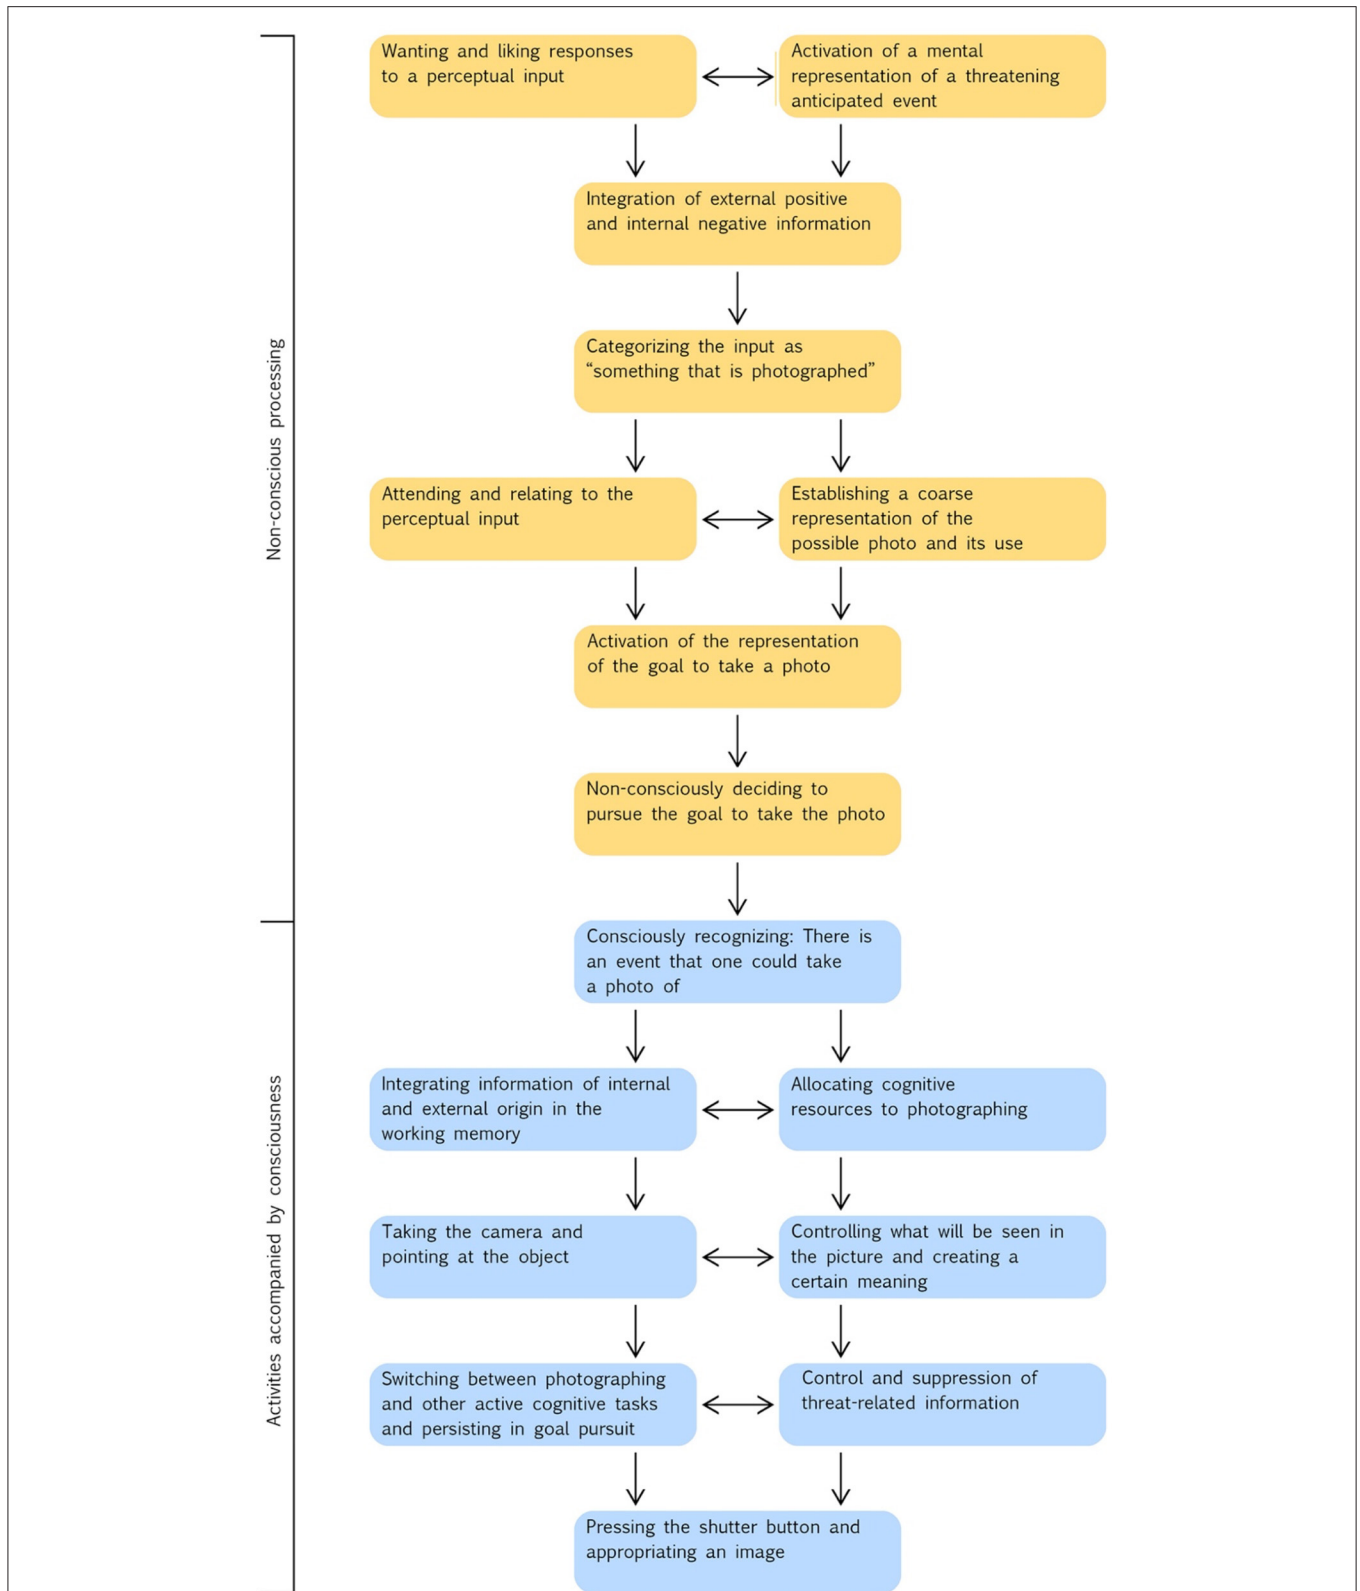 Wanting and liking responses
to a perceptual input
Activation of a mental
representation of a threatening
anticipated event
Integration of external positive
and internal negative information
Categorizing the input as
“something that is photographed”
Attending and relating to the
perceptual input
Establishing a coarse
representation of the
possible photo and its use
Activation of the representation
of the goal to take a photo
Non-consciously deciding to
pursue the goal to take the photo
Non-conscious processing
Consciously recognizing: There is
an event that one could take
a photo of
Integrating information of internal
and external origin in the
working memory
Allocating cognitive
resources to photographing
Taking the camera and
pointing at the object
Controlling what will be seen in
the picture and creating a
certain meaning
Switching between photographing
and other active cognitive tasks
and persisting in goal pursuit
Control and suppression of
threat-related information
Pressing the shutter button and
appropriating an image
Activities accompanied by consciousness